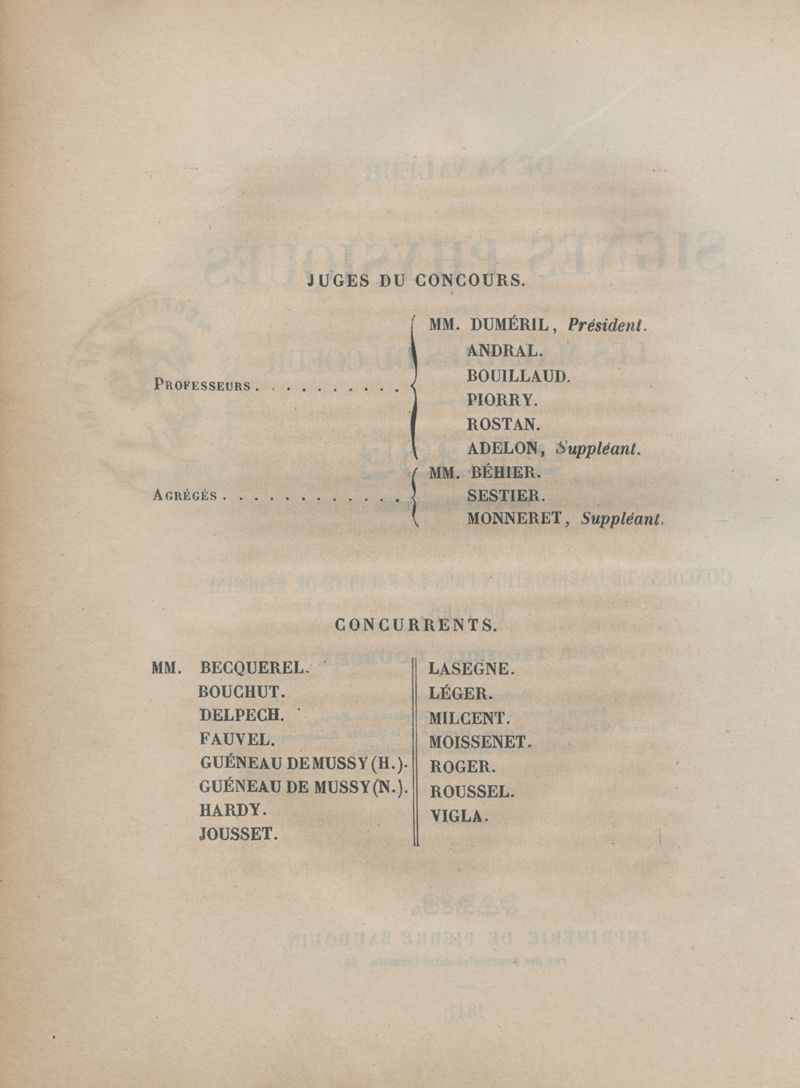 JUGES DU CONCOURS.
MM. DUMÉRIL, Président.
ANDRAL.
BOUILLAUD.
PROFESSEURS . . . . . . . . . .
PIORRY.
ROSTAN.
ADELON, Suppléant.
MM. BÉHIER.
AGRÉGÉS . . . . . . . . . . . .
SESTIER.
MONNERET, Suppléant.
CONCURRENTS.
MM. BECQUEREL.
BOUCHUT.
DELPECH.
FAUVEL.
GUÉNEAU DE MUSSY (H.).
GUÉNEAU DE MUSSY (N.).
HARDY.
JOUSSET.
LASEGNE.
LÉGER.
MILCENT.
MOISSENET.
ROGER.
ROUSSEL.
VIGLA.